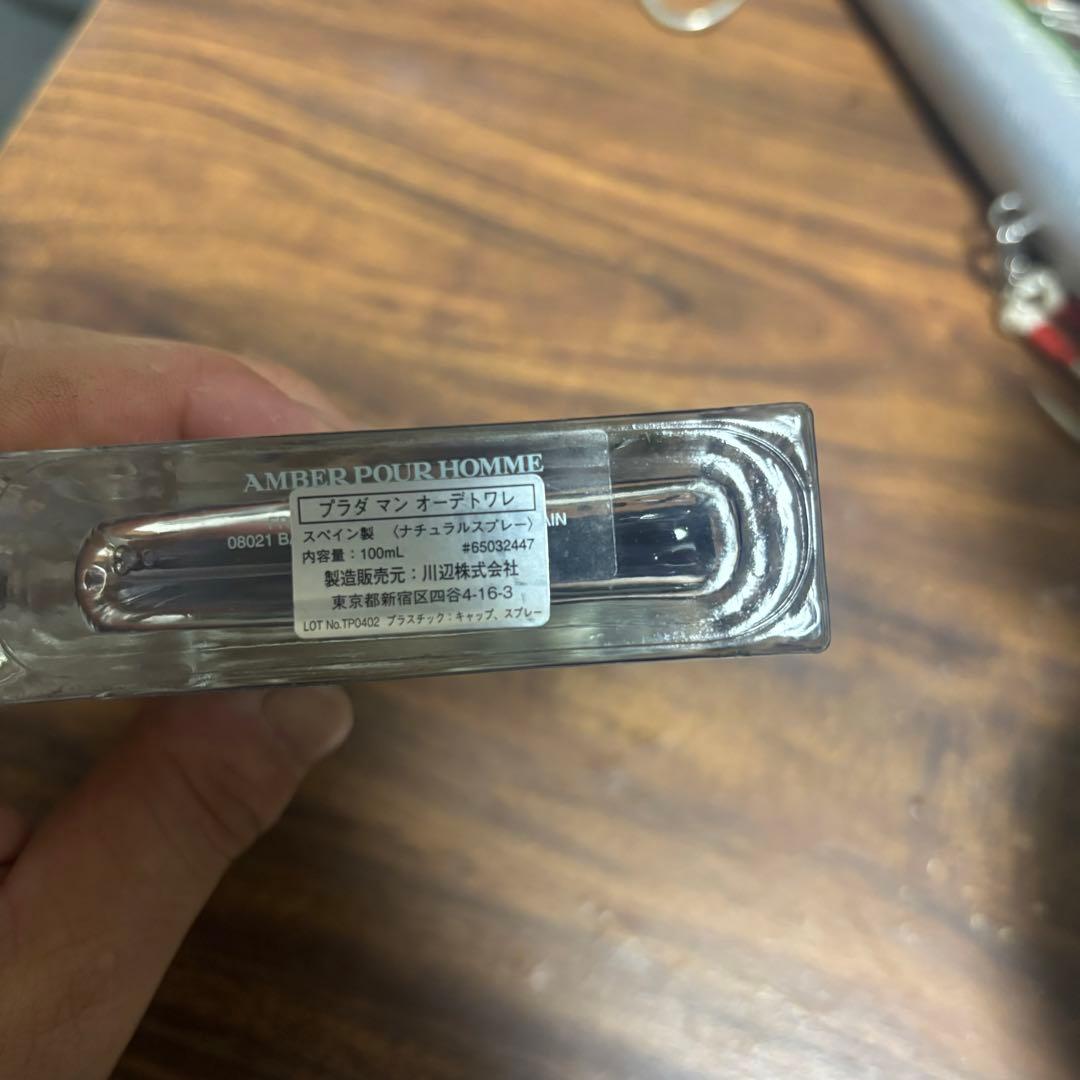 AMBER POUR HOMME
プラダ マン オーデトワレ
スペイン製 〈ナチュラルスプレー〉
08021 BA
AIN
内容量：100mL #65032447
製造販売元：川辺株式会社
東京都新宿区四谷4-16-3
LOT No.TP0402 プラスチック：キャップ、スプレー